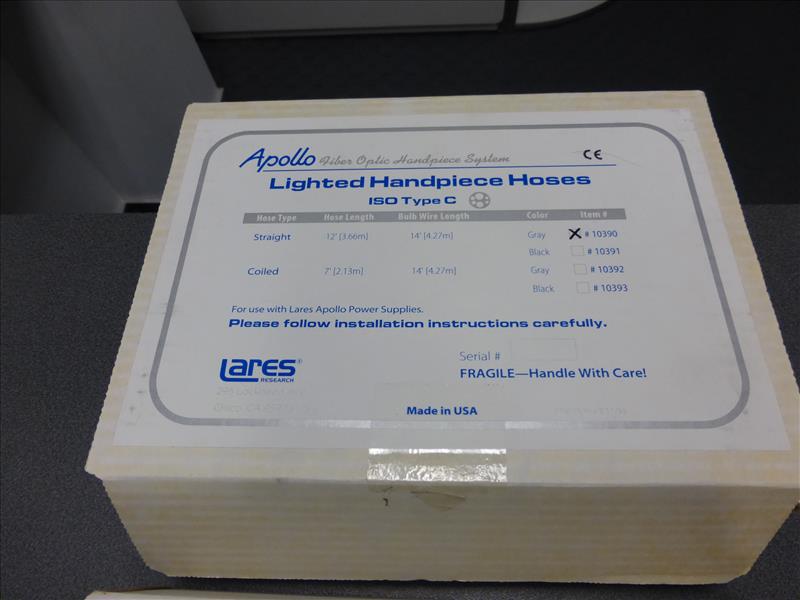 Apollo Fiber Optic Handpiece System CE
Lighted Handpiece Hoses
ISO Type C
Hose Type Hose Length Bulb Wire Length Color Item #
Straight 12' [3.66m] 14' [4.27m] Gray X # 10390
Black # 10391
Coiled 7' [2.13m] 14' [4.27m] Gray # 10392
Black # 10393
For use with Lares Apollo Power Supplies.
Please follow installation instructions carefully.
Lares®
RESEARCH
Serial #
FRAGILE—Handle With Care!
295
Chico, CA
Made in USA